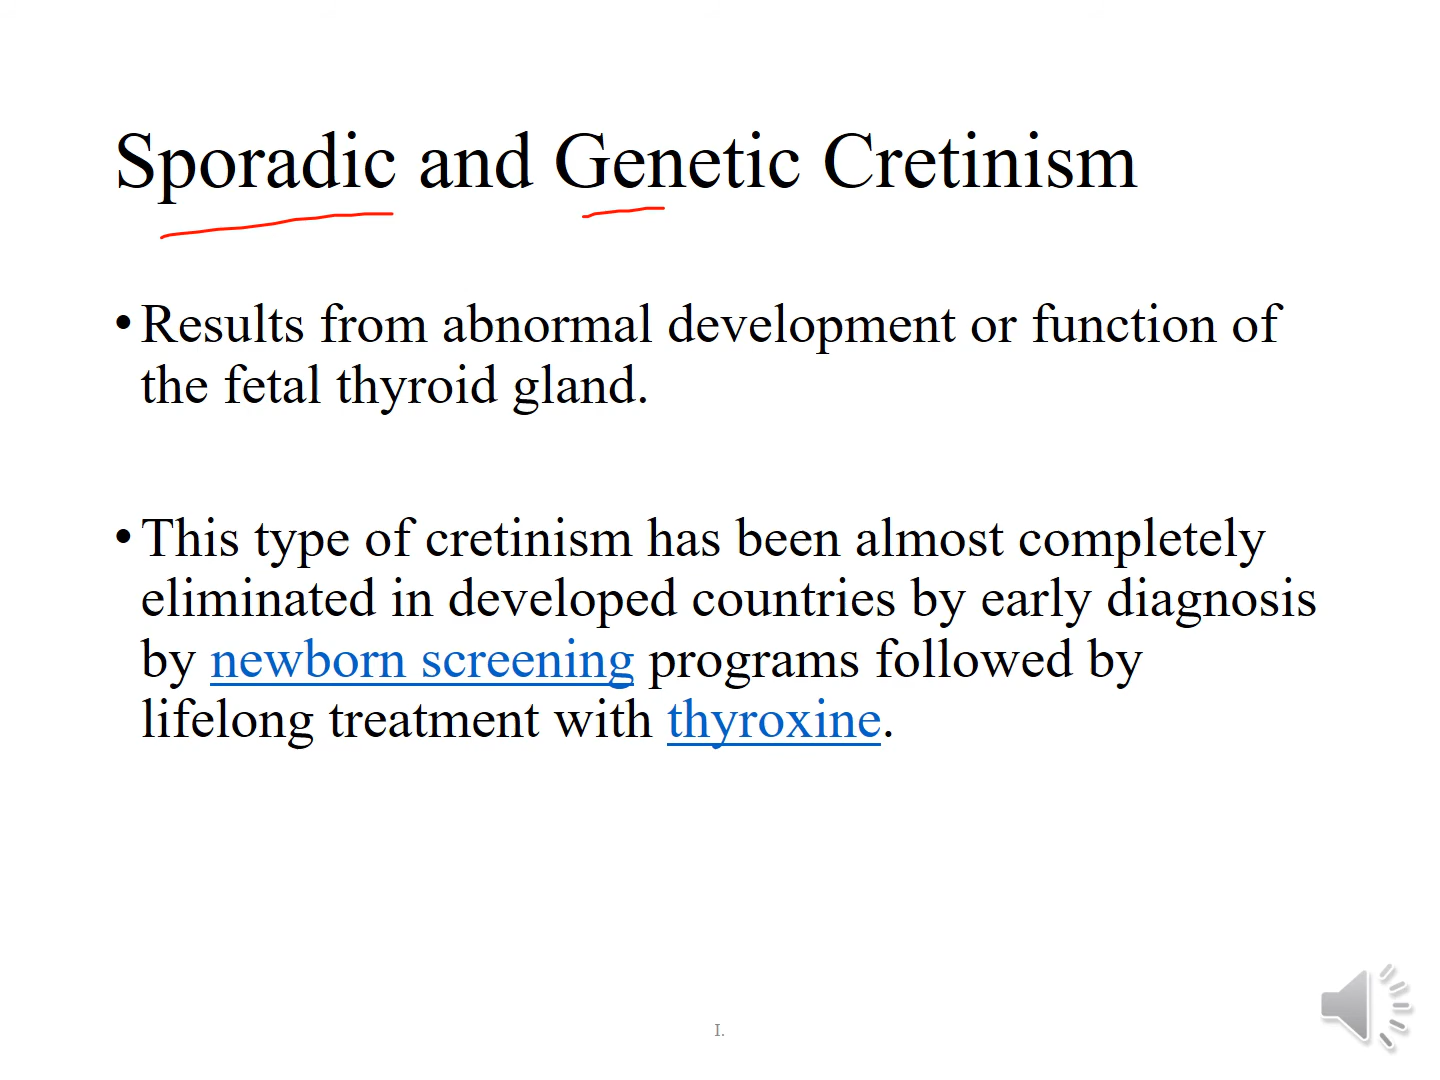 Sporadic and Genetic Cretinism
• Results from abnormal development or function of
the fetal thyroid gland.
• This type of cretinism has been almost completely
eliminated in developed countries by early diagnosis
by newborn screening programs followed by
lifelong treatment with thyroxine.
I.